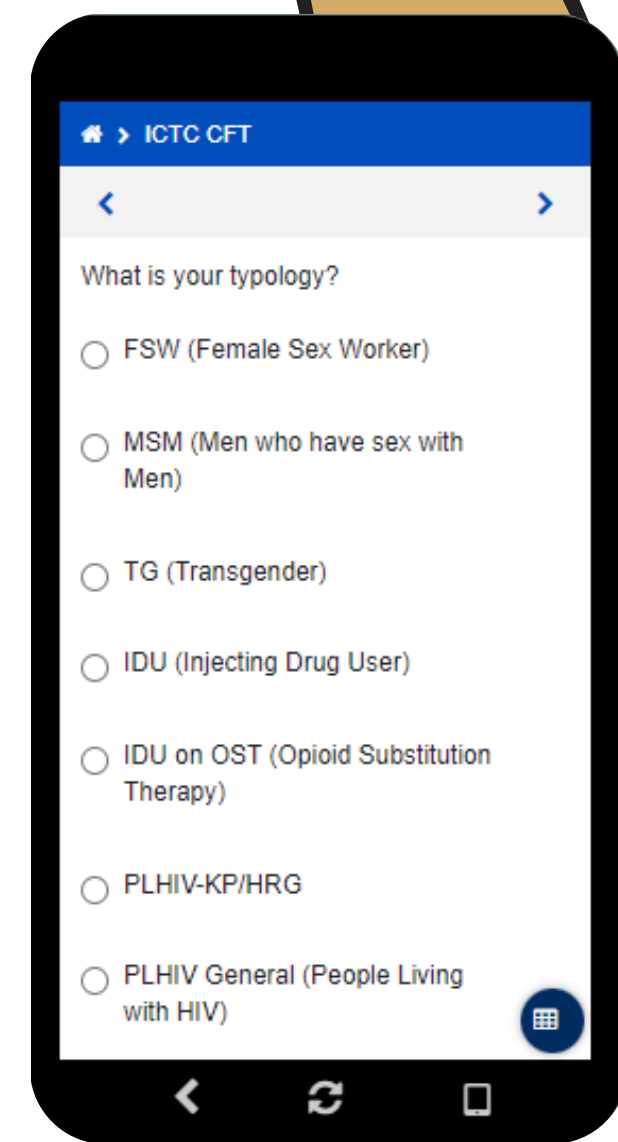 ICTC CFT
What is your typology?
FSW (Female Sex Worker)
MSM (Men who have sex with
Men)
TG (Transgender)
IDU (Injecting Drug User)
IDU on OST (Opioid Substitution
Therapy)
PLHIV-KP/HRG
PLHIV General (People Living
with HIV)